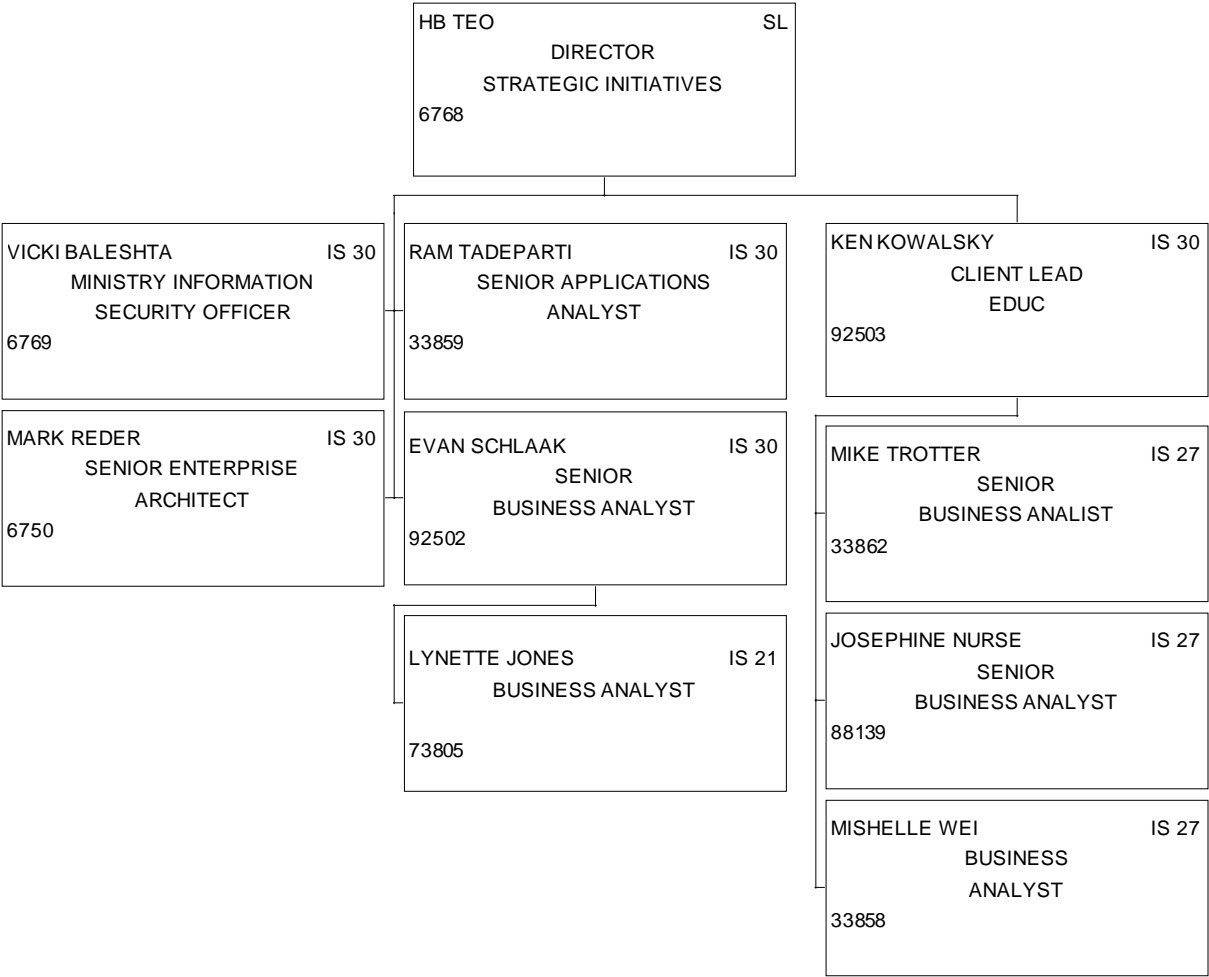 HB TEO SL
DIRECTOR
STRATEGIC INITIATIVES
6768
VICKI BALESHTA IS 30
MINISTRY INFORMATION
SECURITY OFFICER
6769
RAM TADEPARTI IS 30
SENIOR APPLICATIONS
ANALYST
33859
KEN KOWALSKY IS 30
CLIENT LEAD
EDUC
92503
MARK REDER IS 30
SENIOR ENTERPRISE
ARCHITECT
6750
EVAN SCHLAAK IS 30
SENIOR
BUSINESS ANALYST
92502
MIKE TROTTER IS 27
SENIOR
BUSINESS ANALIST
33862
LYNETTE JONES IS 21
BUSINESS ANALYST
73805
JOSEPHINE NURSE IS 27
SENIOR
BUSINESS ANALYST
88139
MISHELLE WEI IS 27
BUSINESS
ANALYST
33858